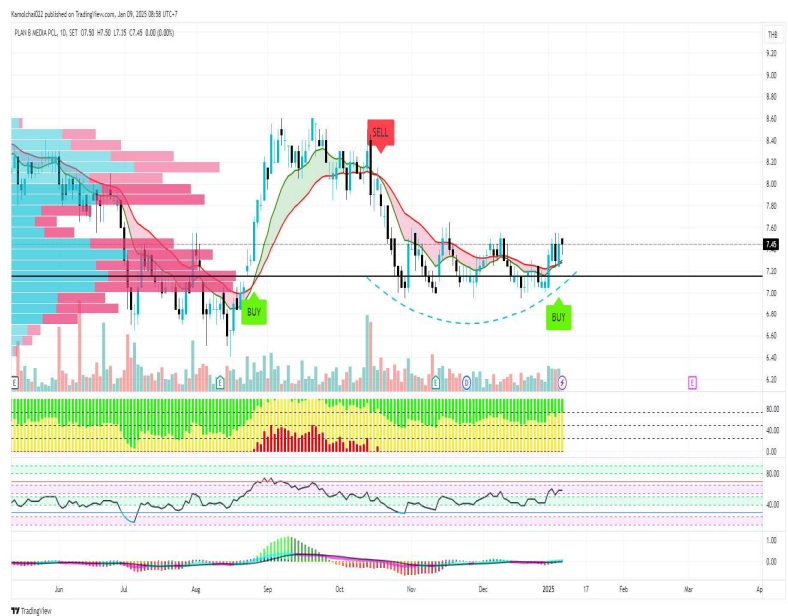 Kamolchai022 published on TradingView.com, Jan 09, 2025 08:58 UTC+7
PLAN B MEDIA PCL, 1D, SET O7.50 H7.50 L7.35 C7.45 0.00 (0.00%)
THB
9.20
9.00
8.80
8.60
8.40
8.20
8.00
7.80
7.60
7.45
7.20
7.00
6.80
6.60
6.40
6.20
SELL
BUY
BUY
E
E
E
D
E
80.00
40.00
0.00
80.00
40.00
1.00
0.00
Jun
Jul
Aug
Sep
Oct
Nov
Dec
2025
17
Feb
Mar
Ap
TradingView